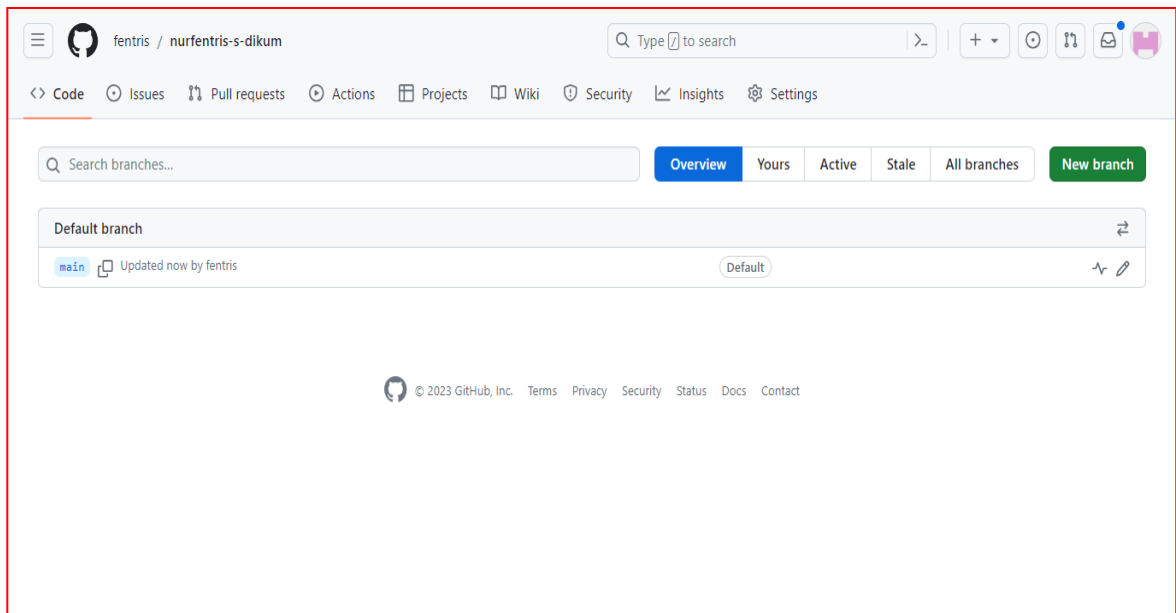 fentris / nurfentris-s-dikum
Type / to search
Code Issues Pull requests Actions Projects Wiki Security Insights Settings
Search branches...
Overview Yours Active Stale All branches New branch
Default branch
main Updated now by fentris Default
© 2023 GitHub, Inc. Terms Privacy Security Status Docs Contact